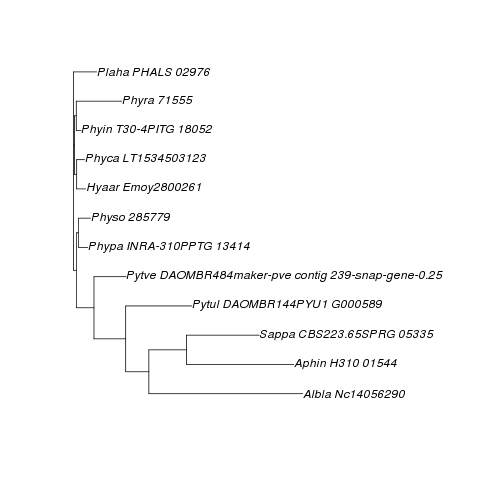 Plaha PHALS 02976
Phyra 71555
Phyin T30-4PITG 18052
Phyca LT1534503123
Hyaar Emoy2800261
Physo 285779
Phypa INRA-310PPTG 13414
Pytve DAOMBR484maker-pve contig 239-snap-gene-0.25
Pytul DAOMBR144PYU1 G000589
Sappa CBS223.65SPRG 05335
Aphin H310 01544
Albla Nc14056290